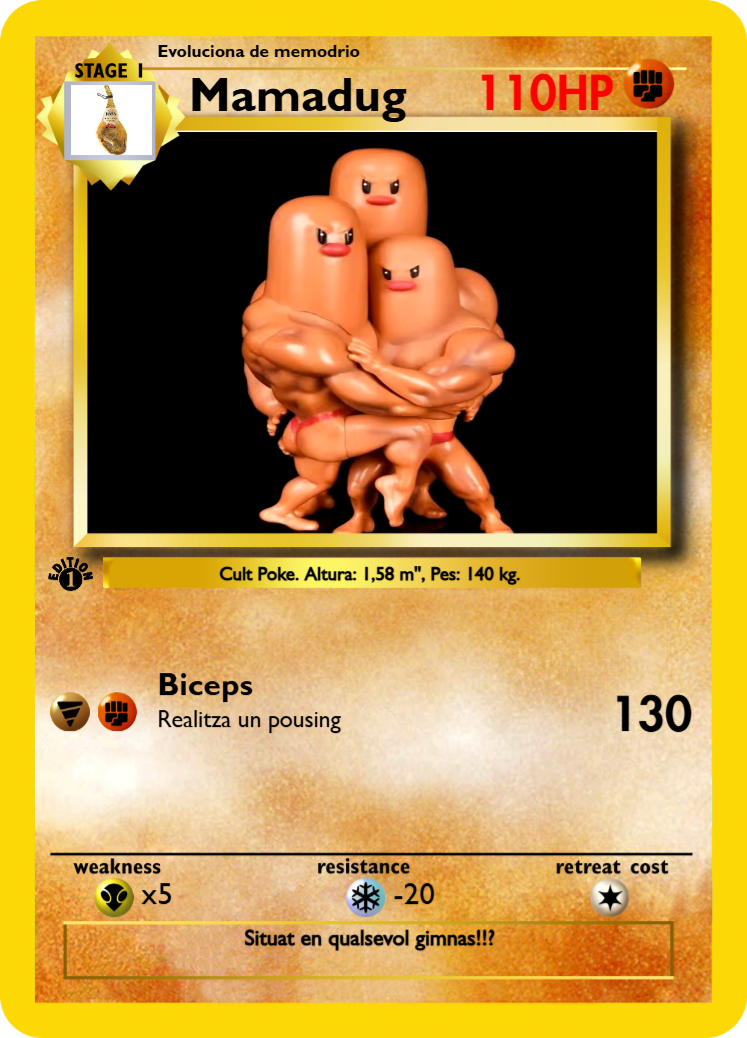 Evoluciona de memodrio
STAGE I
Mamadug
110HP
EDITION
1
Cult Poke. Altura: 1,58 m", Pes: 140 kg.
Biceps
Realitza un pousing
130
weakness
resistance
retreat cost
x5
-20
Situat en qualsevol gimnas!!?